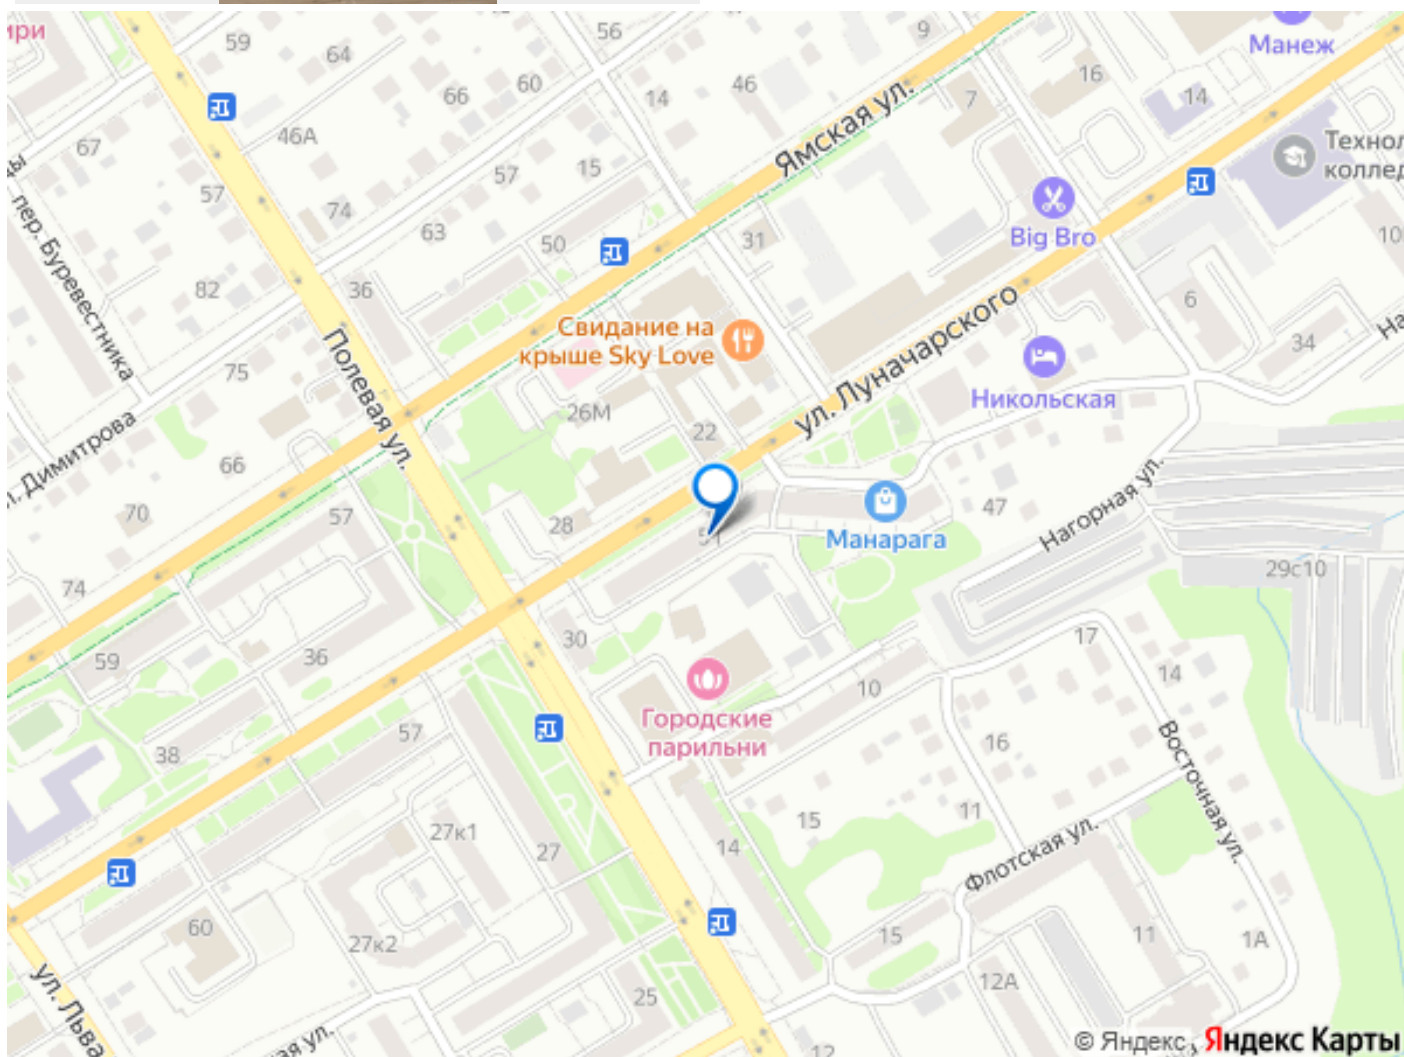 ири
59
64
56
9
Манеж
46А
66
60
14
46
7
16
14
Технол
коллед
67
57
74
57
15
Ямская ул.
63
50
31
Big Bro
10
пер. Буревестника
82
36
Свидание на
крыше Sky Love
6
34
На
75
Полевая ул.
26М
22
ул. Луначарского
Никольская
. Димитрова
66
70
57
28
51
Манарага
47
Нагорная ул.
29с10
74
59
36
30
17
14
Городские
парильни
10
38
57
16
Восточная ул.
27к1
27
14
15
11
Флотская ул.
60
27к2
15
11
1А
ул. Льва
ая ул.
25
12А
12
© Яндекс
Яндекс Карты